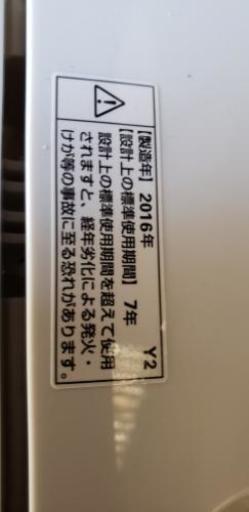 【製造年】2016年 Y2
【設計上の標準使用期間】7年
設計上の標準使用期間を超えて使用
されますと、経年劣化による発火・
けが等の事故に至る恐れがあります。